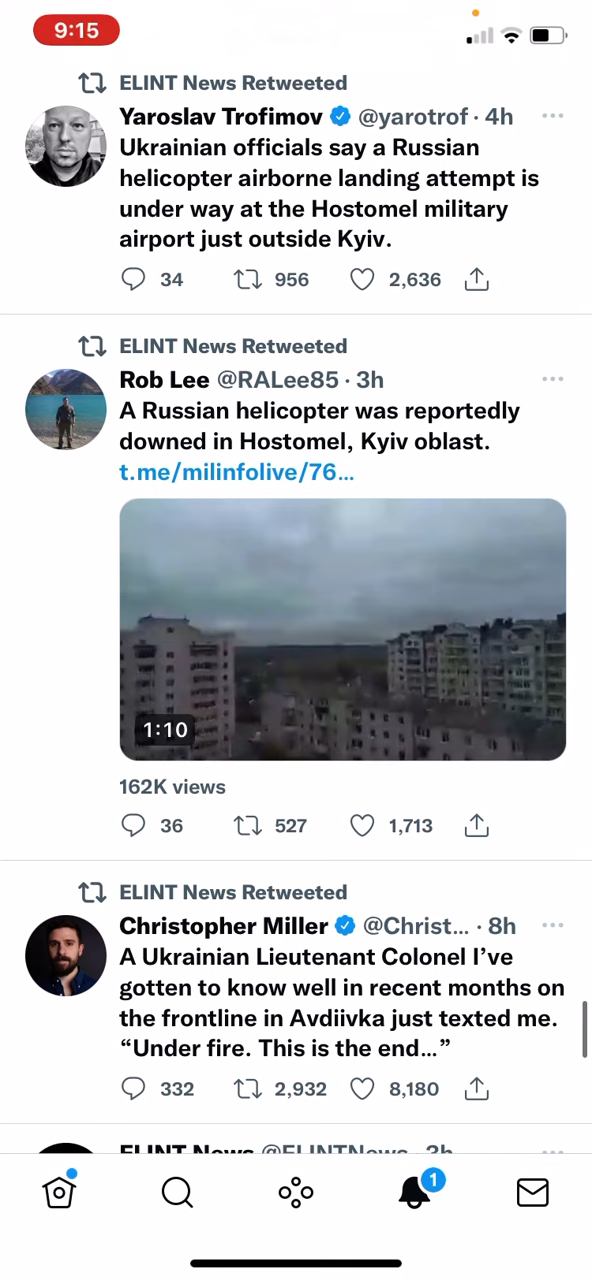 9:15
ELINT News Retweeted
Yaroslav Trofimov @yarotrof · 4h
Ukrainian officials say a Russian
helicopter airborne landing attempt is
under way at the Hostomel military
airport just outside Kyiv.
34 956 2,636
ELINT News Retweeted
Rob Lee @RALee85 · 3h
A Russian helicopter was reportedly
downed in Hostomel, Kyiv oblast.
t.me/milinfolive/76…
1:10
162K views
36 527 1,713
ELINT News Retweeted
Christopher Miller @Christ... · 8h
A Ukrainian Lieutenant Colonel I’ve
gotten to know well in recent months on
the frontline in Avdiivka just texted me.
“Under fire. This is the end…”
332 2,932 8,180
ELINT News @ELINTNews
1